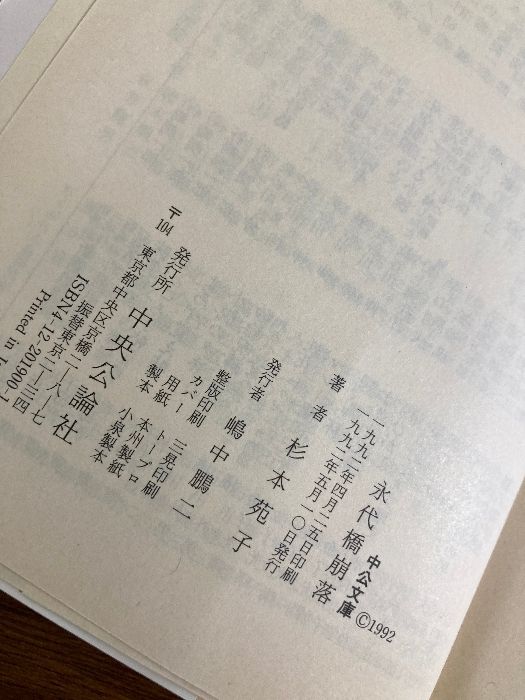 中公文庫
©1992
永代橋崩落
一九九二年四月二五日印刷
一九九二年五月一〇日発行
著者 杉本苑子
発行者 嶋中鵬二
整版印刷 三晃印刷
カバー トープロ
用紙 本州製紙
製本 小泉製本
発行所 中央公論社
〒104 東京都中央区京橋二-八-七
振替東京二-三四
ISBN4-12-201900-
Printed in